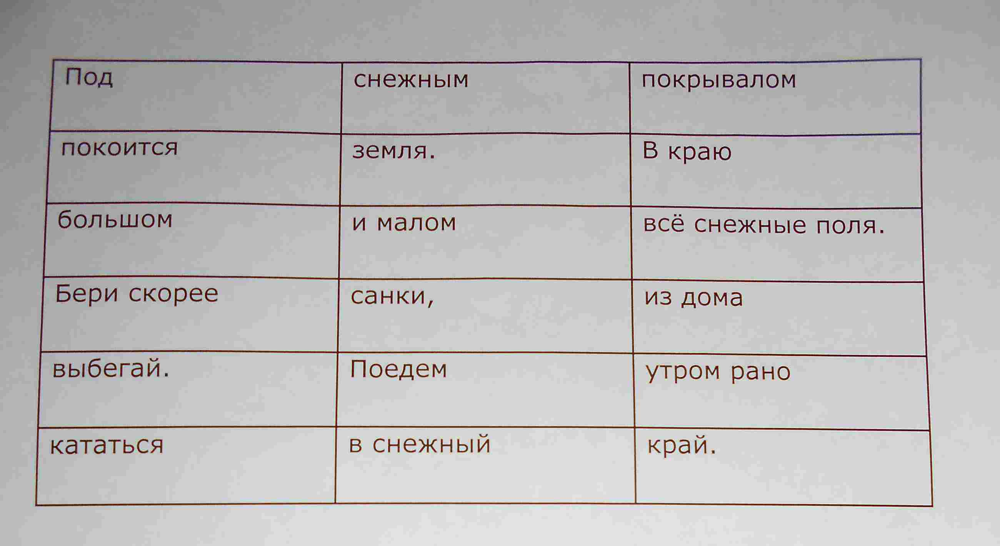 Под снежным покрывалом
покоится земля. В краю
большом и малом всё снежные поля.
Бери скорее санки, из дома
выбегай. Поедем утром рано
кататься в снежный край.